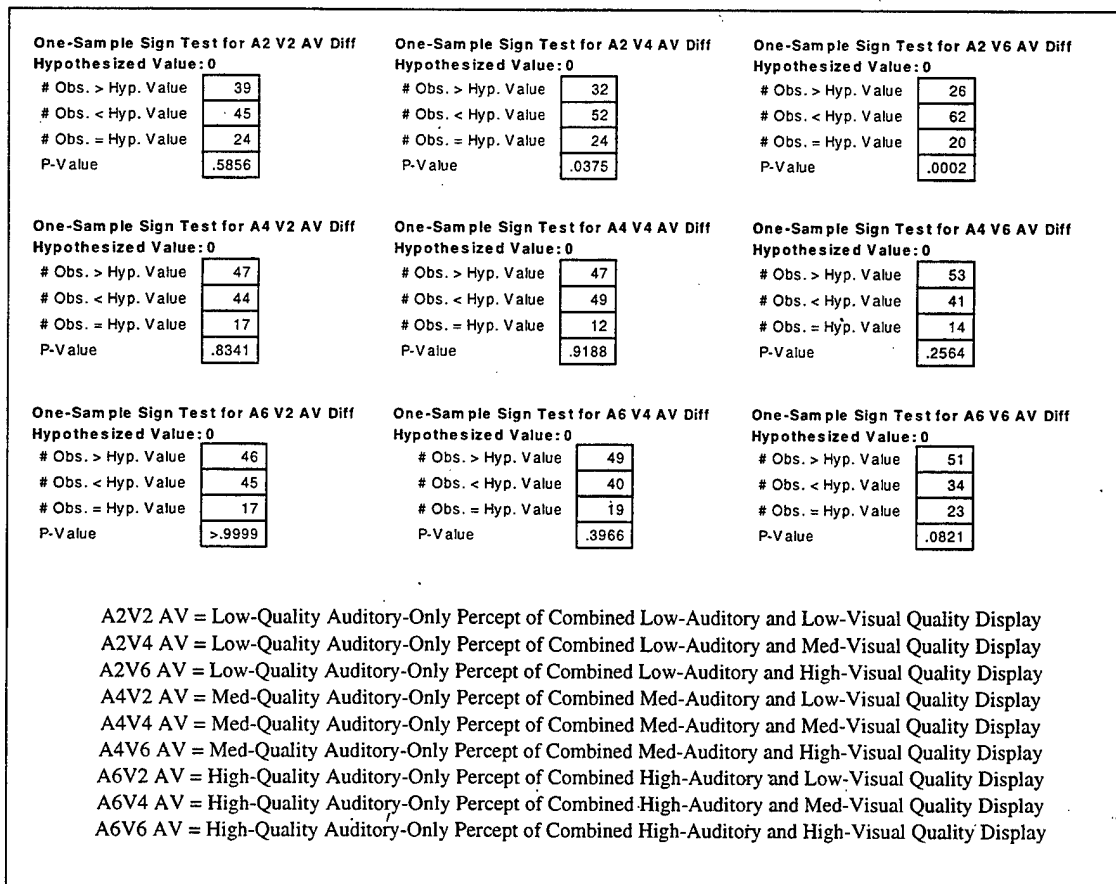 One-Sample Sign Test for A2 V2 AV Diff
Hypothesized Value: 0
# Obs. > Hyp. Value 39
# Obs. < Hyp. Value 45
# Obs. = Hyp. Value 24
P-Value .5856
One-Sample Sign Test for A2 V4 AV Diff
Hypothesized Value: 0
# Obs. > Hyp. Value 32
# Obs. < Hyp. Value 52
# Obs. = Hyp. Value 24
P-Value .0375
One-Sample Sign Test for A2 V6 AV Diff
Hypothesized Value: 0
# Obs. > Hyp. Value 26
# Obs. < Hyp. Value 62
# Obs. = Hyp. Value 20
P-Value .0002
One-Sample Sign Test for A4 V2 AV Diff
Hypothesized Value: 0
# Obs. > Hyp. Value 47
# Obs. < Hyp. Value 44
# Obs. = Hyp. Value 17
P-Value .8341
One-Sample Sign Test for A4 V4 AV Diff
Hypothesized Value: 0
# Obs. > Hyp. Value 47
# Obs. < Hyp. Value 49
# Obs. = Hyp. Value 12
P-Value .9188
One-Sample Sign Test for A4 V6 AV Diff
Hypothesized Value: 0
# Obs. > Hyp. Value 53
# Obs. < Hyp. Value 41
# Obs. = Hyp. Value 14
P-Value .2564
One-Sample Sign Test for A6 V2 AV Diff
Hypothesized Value: 0
# Obs. > Hyp. Value 46
# Obs. < Hyp. Value 45
# Obs. = Hyp. Value 17
P-Value >.9999
One-Sample Sign Test for A6 V4 AV Diff
Hypothesized Value: 0
# Obs. > Hyp. Value 49
# Obs. < Hyp. Value 40
# Obs. = Hyp. Value 19
P-Value .3966
One-Sample Sign Test for A6 V6 AV Diff
Hypothesized Value: 0
# Obs. > Hyp. Value 51
# Obs. < Hyp. Value 34
# Obs. = Hyp. Value 23
P-Value .0821
A2V2 AV = Low-Quality Auditory-Only Percept of Combined Low-Auditory and Low-Visual Quality Display
A2V4 AV = Low-Quality Auditory-Only Percept of Combined Low-Auditory and Med-Visual Quality Display
A2V6 AV = Low-Quality Auditory-Only Percept of Combined Low-Auditory and High-Visual Quality Display
A4V2 AV = Med-Quality Auditory-Only Percept of Combined Med-Auditory and Low-Visual Quality Display
A4V4 AV = Med-Quality Auditory-Only Percept of Combined Med-Auditory and Med-Visual Quality Display
A4V6 AV = Med-Quality Auditory-Only Percept of Combined Med-Auditory and High-Visual Quality Display
A6V2 AV = High-Quality Auditory-Only Percept of Combined High-Auditory and Low-Visual Quality Display
A6V4 AV = High-Quality Auditory-Only Percept of Combined High-Auditory and Med-Visual Quality Display
A6V6 AV = High-Quality Auditory-Only Percept of Combined High-Auditory and High-Visual Quality Display